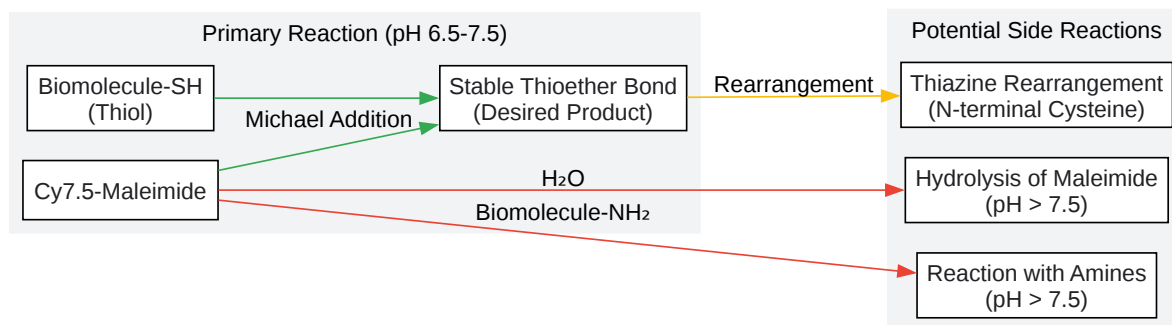 Primary Reaction (pH 6.5-7.5)
Potential Side Reactions
Biomolecule-SH
(Thiol)
Michael Addition
Stable Thioether Bond
(Desired Product)
Rearrangement
Thiazine Rearrangement
(N-terminal Cysteine)
Cy7.5-Maleimide
H₂O
Hydrolysis of Maleimide
(pH > 7.5)
Biomolecule-NH₂
Reaction with Amines
(pH > 7.5)